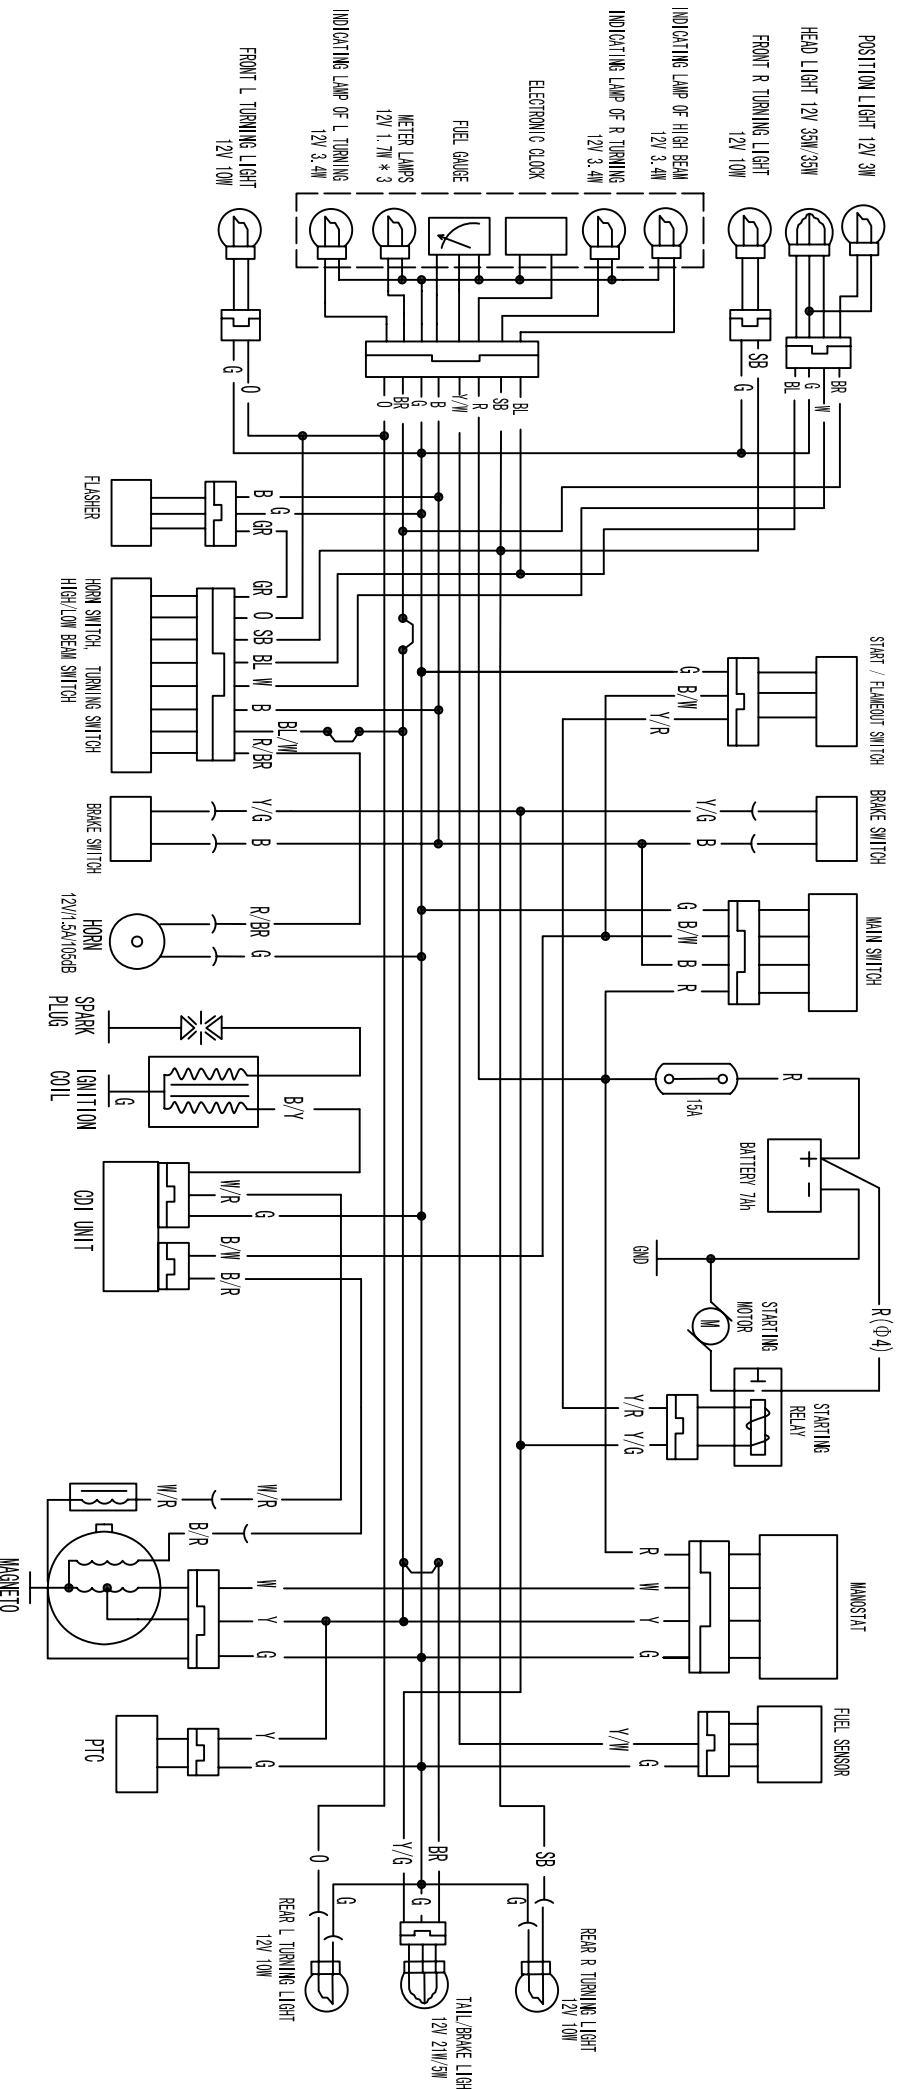 POSITION LIGHT 12V 3W
HEAD LIGHT 12V 35W/35W
FRONT R TURNING LIGHT
12V 10W
INDICATING LAMP OF HIGH BEAM
12V 3.4W
INDICATING LAMP OF R TURNING
12V 3.4W
ELECTRONIC CLOCK
FUEL GAUGE
METER LAMPS
12V 1.7W * 3
INDICATING LAMP OF L TURNING
12V 3.4W
FRONT L TURNING LIGHT
12V 10W
BR
W
G
BL
SB
G
BL
SB
R
Y/W
B
G
BR
O
O
G
START / FLAMEOUT SWITCH
G
B/W
Y/R
BRAKE SWITCH
Y/G
B
MAIN SWITCH
G
B/W
B
R
15A
R
BATTERY 7Ah
+
−
GND
R(Φ4)
STARTING
MOTOR
M
STARTING
RELAY
Y/R
Y/G
MANOSTAT
R
W
Y
G
FUEL SENSOR
Y/W
G
FLASHER
B
G
GR
HORN SWITCH, TURNING SWITCH
HIGH/LOW BEAM SWITCH
GR
O
SB
BL
W
B
BL/W
R/BR
BRAKE SWITCH
Y/G
B
HORN
12V/1.5A/105dB
R/BR
G
SPARK
PLUG
IGNITION
COIL
G
B/Y
CDI UNIT
W/R
G
B/W
B/R
W/R
W/R
B/R
MAGNETO
W
Y
G
PTC
Y
G
SB
G
REAR R TURNING LIGHT
12V 10W
BR
G
Y/G
TAIL/BRAKE LIGH
12V 21W/5W
O
G
REAR L TURNING LIGHT
12V 10W